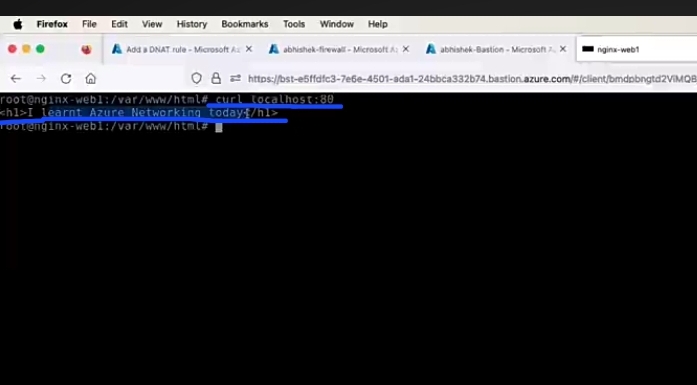 Firefox File Edit View History Bookmarks Tools Window Help
Add a DNAT rule - Microsoft Az
abhishek-firewall - Microsoft Az
abhishek-Bastion - Microsoft Az
nginx-web1
https://bst-e5ffdfc3-7e6e-4501-ada1-24bbca332b74.bastion.azure.com/#/client/bmdpbngtd2ViMQB
root@nginx-web1:/var/www/html# curl localhost:80
<h1>I learnt Azure Networking today</h1>
root@nginx-web1:/var/www/html#